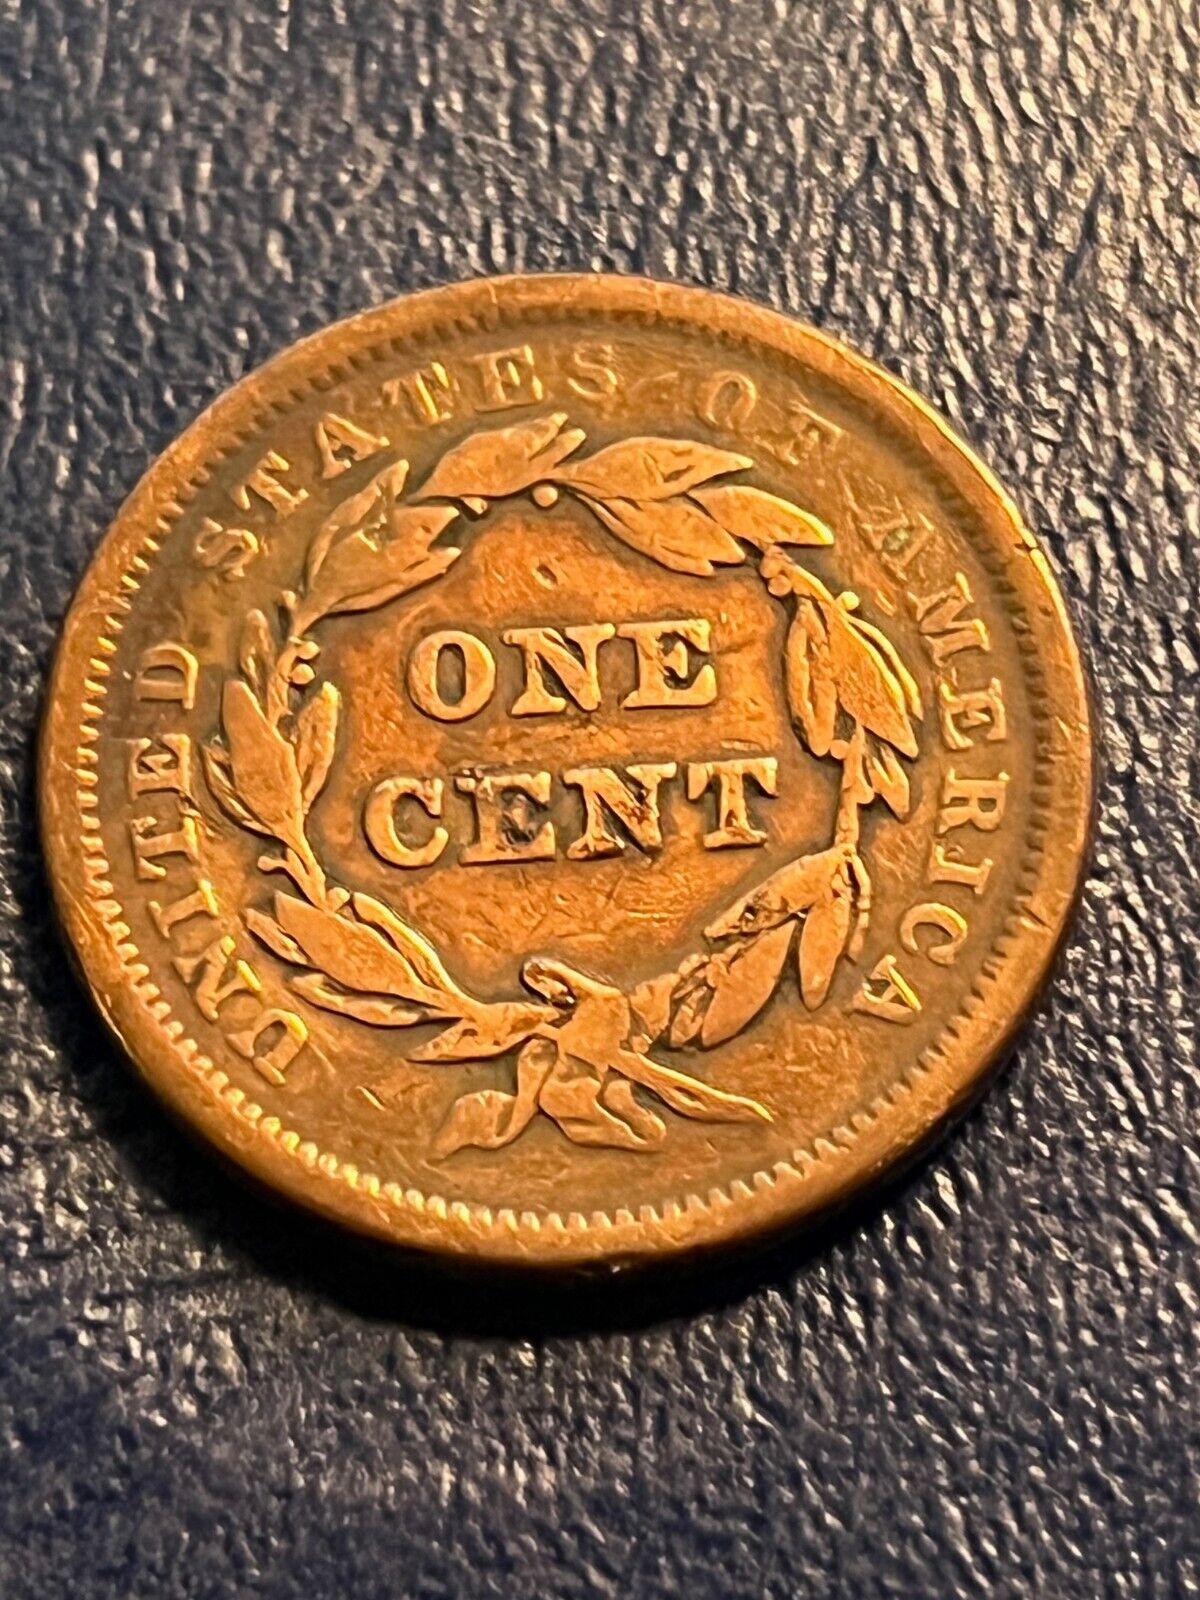 UNITED STATES OF AMERICA
ONE
CENT